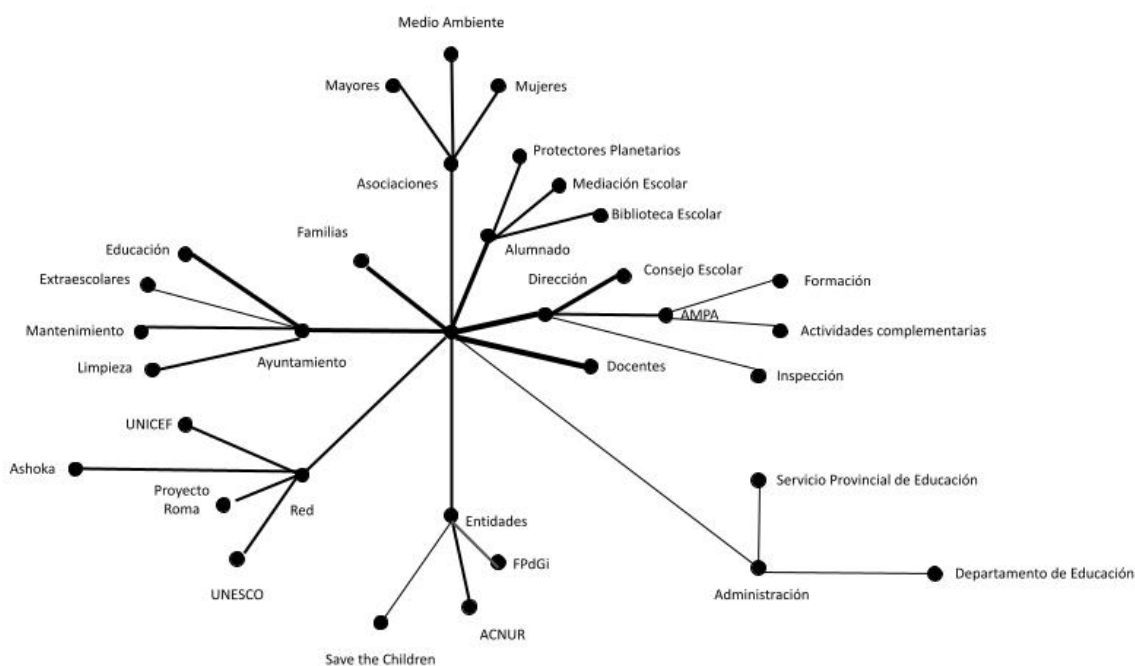 Medio Ambiente
Mayores
Mujeres
Protectores Planetarios
Asociaciones
Mediación Escolar
Biblioteca Escolar
Familias
Educación
Alumnado
Extraescolares
Dirección
Consejo Escolar
Formación
AMPA
Mantenimiento
Actividades complementarias
Ayuntamiento
Limpieza
Docentes
Inspección
UNICEF
Ashoka
Proyecto
Roma
Red
Servicio Provincial de Educación
Entidades
FPdGi
UNESCO
Administración
Departamento de Educación
ACNUR
Save the Children